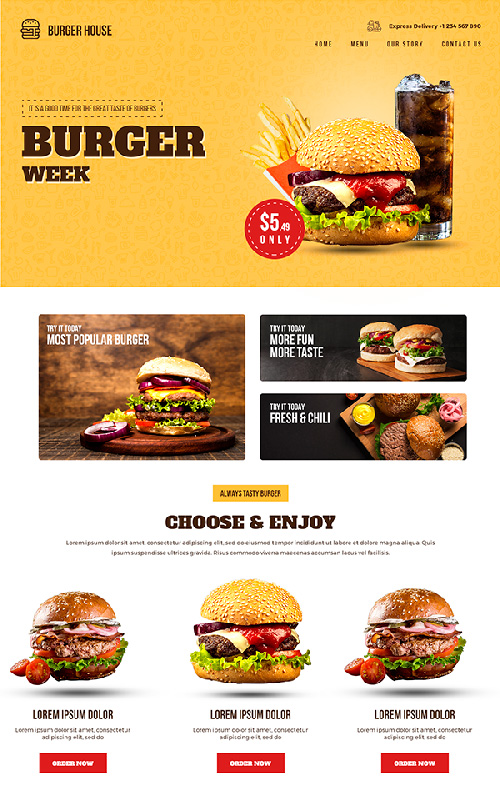 BURGER HOUSE
Express Delivery +1 234 567 890
HOME MENU OUR STORY CONTACT US
IT IS A GOOD TIME FOR THE GREAT TASTE OF BURGERS
BURGER
WEEK
$5.49
ONLY
TRY IT TODAY
MOST POPULAR BURGER
TRY IT TODAY
MORE FUN
MORE TASTE
TRY IT TODAY
FRESH & CHILI
ALWAYS TASTY BURGER
CHOOSE & ENJOY
Lorem ipsum dolor sit amet, consectetur adipiscing elit, sed do eiusmod tempor incididunt ut labore et dolore magna aliqua. Quis
ipsum suspendisse ultrices gravida. Risus commodo viverra maecenas accumsan lacus vel facilisis.
LOREM IPSUM DOLOR
Lorem ipsum dolor sit amet, consectetur
adipiscing elit, sed do
ORDER NOW
LOREM IPSUM DOLOR
Lorem ipsum dolor sit amet, consectetur
adipiscing elit, sed do
ORDER NOW
LOREM IPSUM DOLOR
Lorem ipsum dolor sit amet, consectetur
adipiscing elit, sed do
ORDER NOW